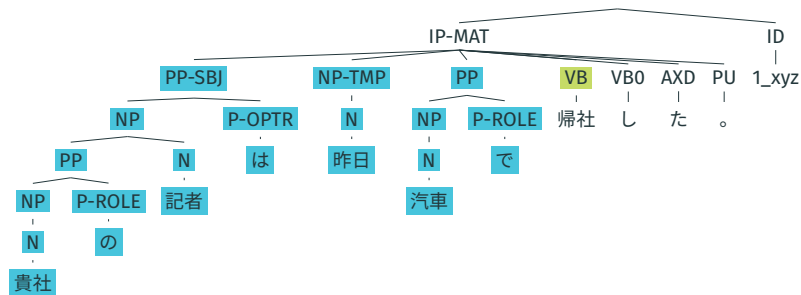 IP-MAT ID
PP-SBJ NP-TMP PP VB VB0 AXD PU 1_xyz
NP P-OPTR N NP P-ROLE 帰社 し た 。
PP N は 昨日 N で
NP P-ROLE 記者 汽車
N の
貴社